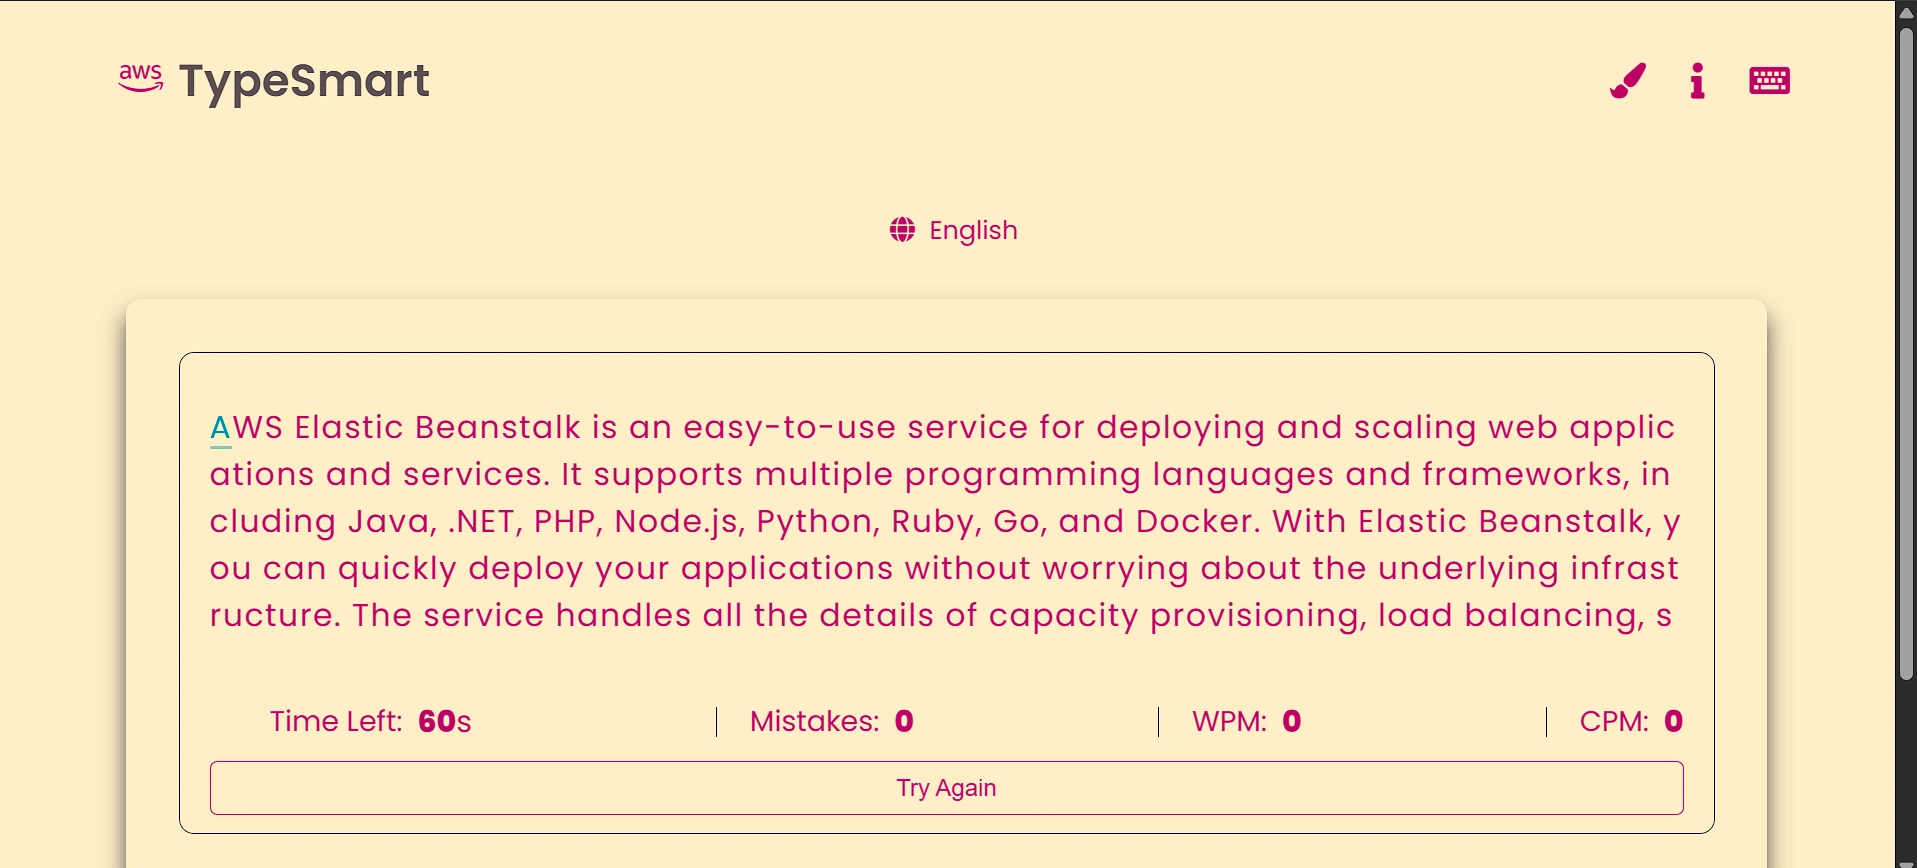 aws TypeSmart
English
AWS Elastic Beanstalk is an easy-to-use service for deploying and scaling web applic
ations and services. It supports multiple programming languages and frameworks, in
cluding Java, .NET, PHP, Node.js, Python, Ruby, Go, and Docker. With Elastic Beanstalk, y
ou can quickly deploy your applications without worrying about the underlying infrast
ructure. The service handles all the details of capacity provisioning, load balancing, s
Time Left: 60s Mistakes: 0 WPM: 0 CPM: 0
Try Again